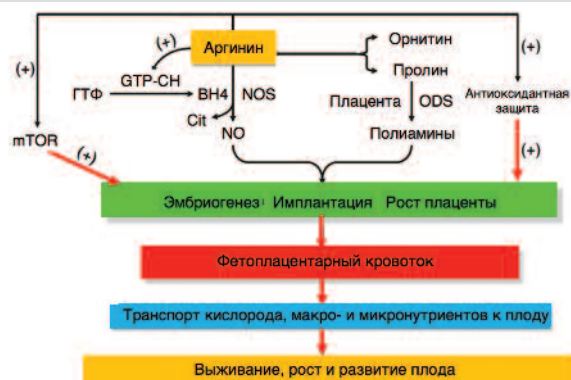 Аргинин
Орнитин
Пролин
(+)
(+)
(+)
GTP-CH
ГТФ
BH4
NOS
Плацента
ODS
Антиоксидантная
защита
Cit
mTOR
NO
Полиамины
(+)
(+)
Эмбриогенез Имплантация Рост плаценты
Фетоплацентарный кровоток
Транспорт кислорода, макро- и микронутриентов к плоду
Выживание, рост и развитие плода